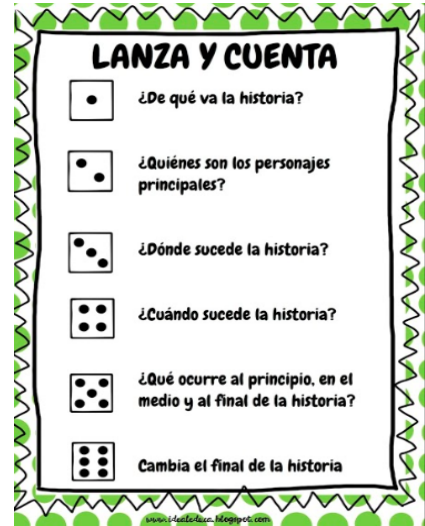 LANZA Y CUENTA
¿De qué va la historia?
¿Quiénes son los personajes
principales?
¿Dónde sucede la historia?
¿Cuándo sucede la historia?
¿Qué ocurre al principio, en el
medio y al final de la historia?
Cambia el final de la historia